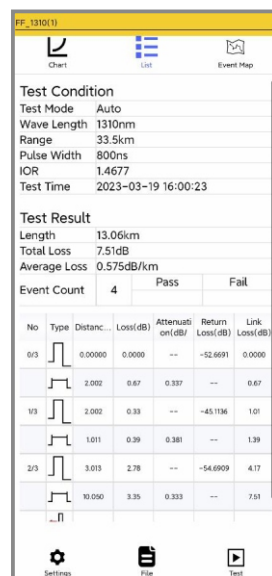 FF_1310(1)
Chart List Event Map
Test Condition
Test Mode Auto
Wave Length 1310nm
Range 33.5km
Pulse Width 800ns
IOR 1.4677
Test Time 2023-03-19 16:00:23
Test Result
Length 13.06km
Total Loss 7.51dB
Average Loss 0.575dB/km
Event Count 4 Pass Fail
No Type Distanc... Loss(dB) Attenuati Return Link
on(dB/ Loss(dB) Loss(dB)
0/3 0.00000 0.0000 -- -52.6691 0.0000
2.002 0.67 0.337 -- 0.67
1/3 2.002 0.33 -- -45.1136 1.01
1.011 0.39 0.381 -- 1.39
2/3 3.013 2.78 -- -54.6909 4.17
10.050 3.35 0.333 -- 7.51
Settings File Test